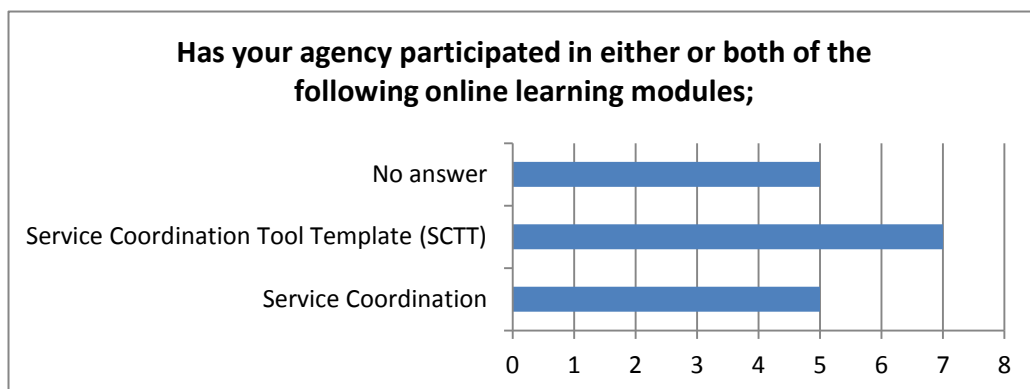 Has your agency participated in either or both of the
following online learning modules;
No answer
Service Coordination Tool Template (SCTT)
Service Coordination
0 1 2 3 4 5 6 7 8